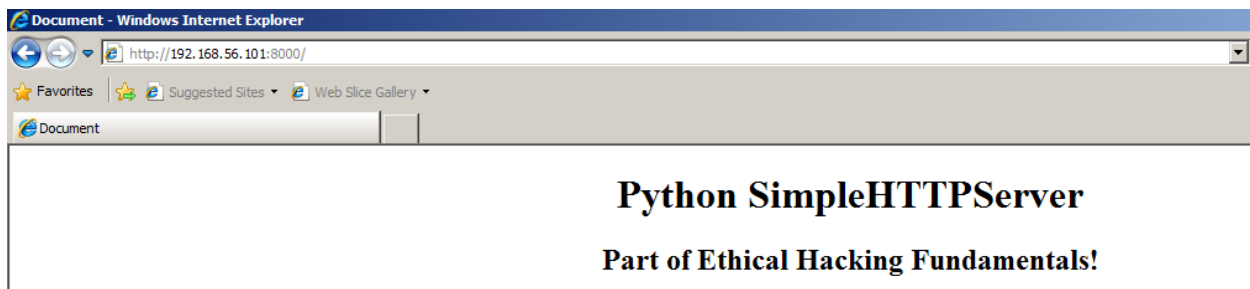 Document - Windows Internet Explorer
http://192.168.56.101:8000/
Favorites Suggested Sites Web Slice Gallery
Document
Python SimpleHTTPServer
Part of Ethical Hacking Fundamentals!